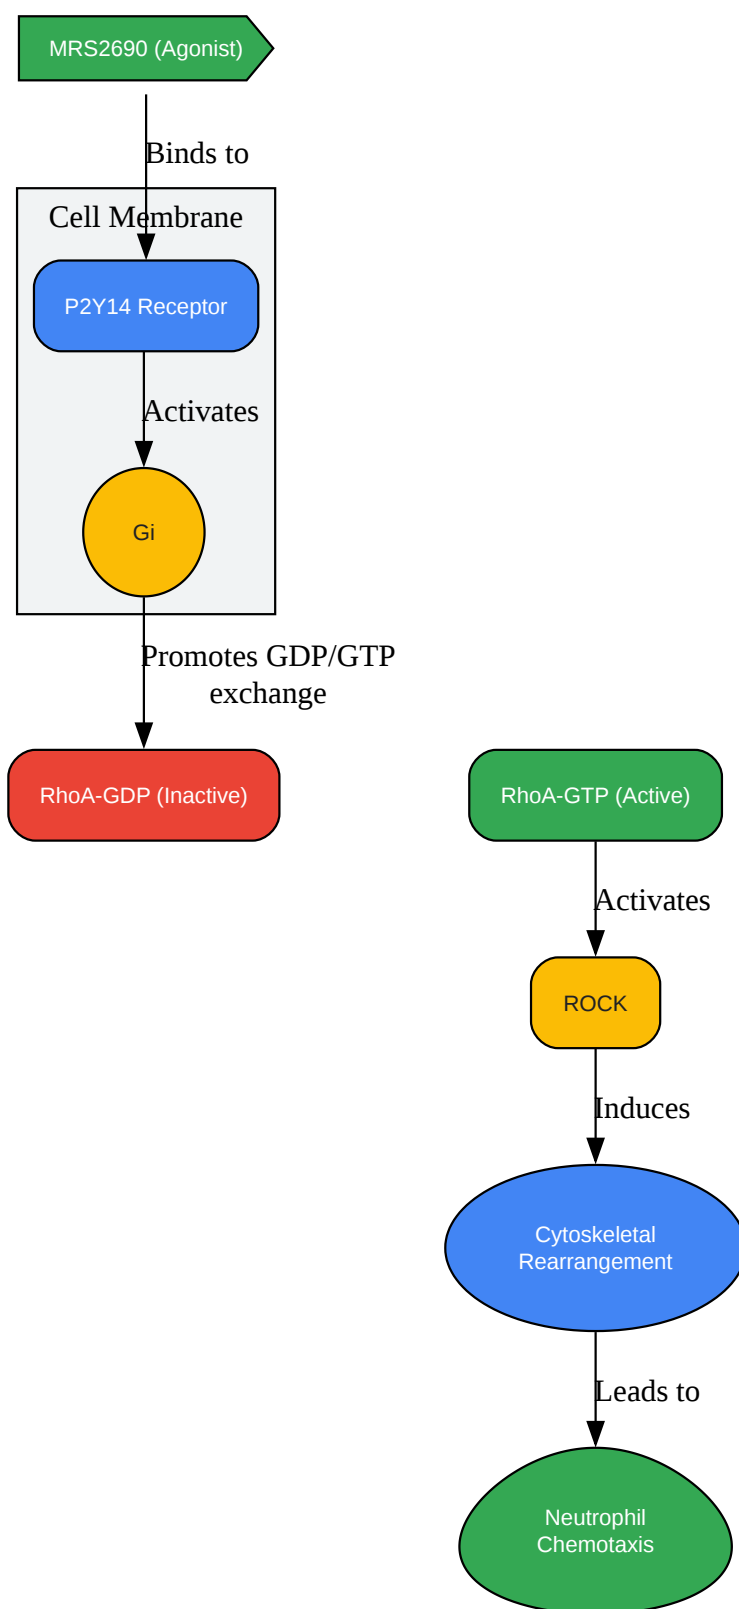 MRS2690 (Agonist)
Binds to
Cell Membrane
P2Y14 Receptor
Activates
Gi
Promotes GDP/GTP
exchange
RhoA-GDP (Inactive)
RhoA-GTP (Active)
Activates
ROCK
Induces
Cytoskeletal
Rearrangement
Leads to
Neutrophil
Chemotaxis